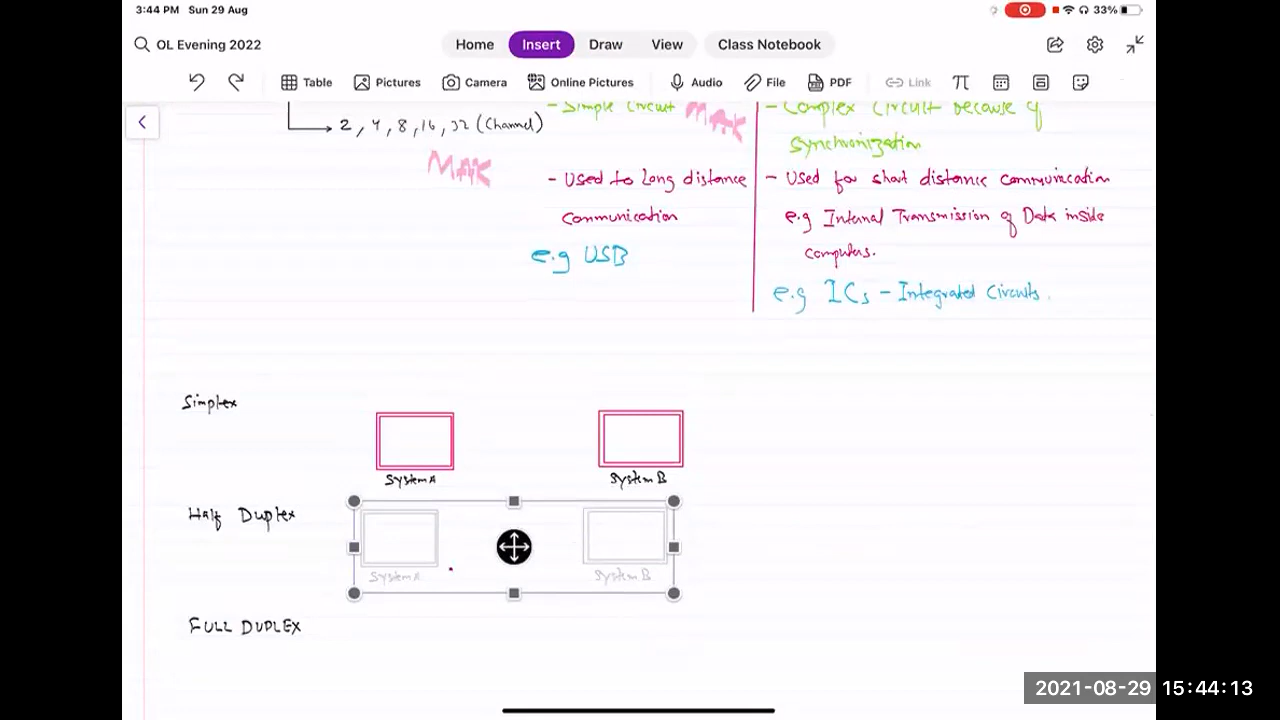 3:44 PM Sun 29 Aug
33%
OL Evening 2022
Home Insert Draw View Class Notebook
Table Pictures Camera Online Pictures Audio File PDF Link
- Simple Circuit
- Complex Circuit because of
MAK
synchronization
2, 4, 8, 16, 32 (Channel)
MAK
- Used to Long distance
communication
- Used for short distance communication
e.g Internal Transmission of Data inside
computers.
e.g USB
e.g ICs - Integrated Circuits.
Simplex
System A
System B
Half Duplex
System A
System B
FULL DUPLEX
2021-08-29 15:44:13